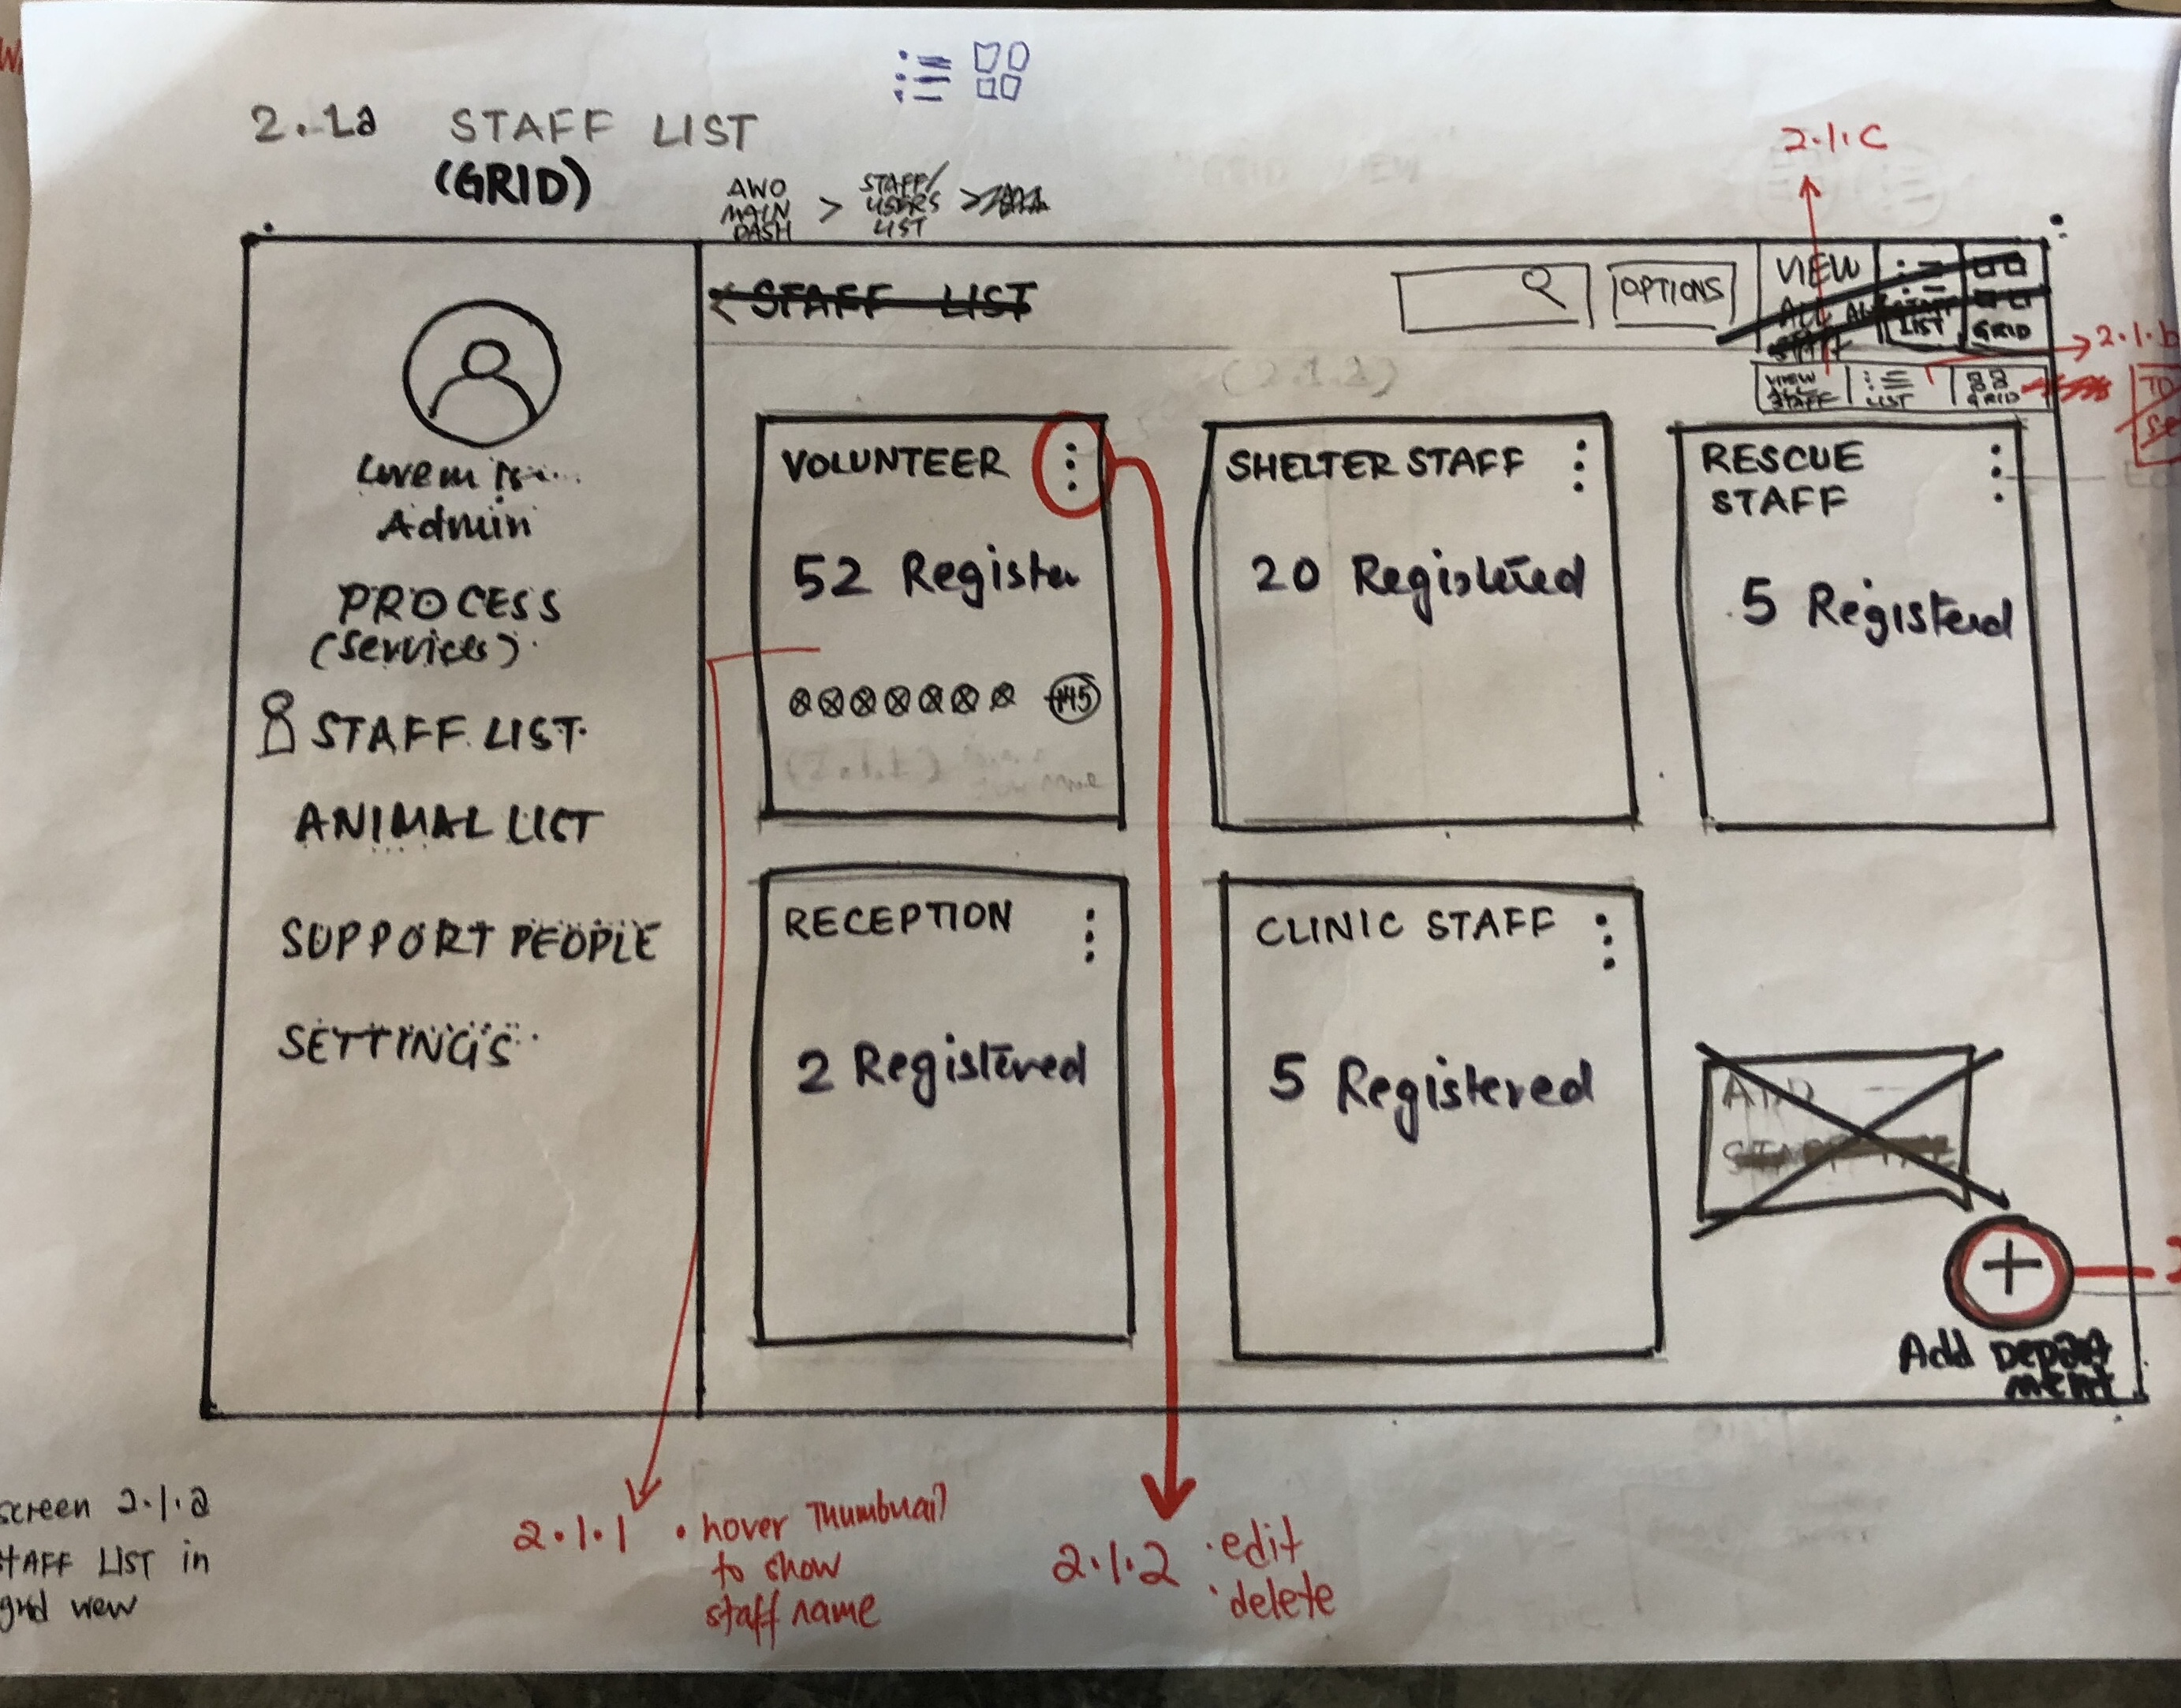 2.1a STAFF LIST
(GRID)
AWO
MAIN
DASH
>
STAFF/
USERS
LIST
>
2.1.C
< STAFF LIST
OPTIONS
VIEW
ALL
STAFF
LIST
GRID
2.1.b
VIEW
ALL
STAFF
LIST
GRID
(2.1.2)
Lorem Is...
Admin
PROCESS
(Services)
STAFF LIST
ANIMAL LIST
SUPPORT PEOPLE
SETTINGS
VOLUNTEER
52 Register
+45
(2.1.1)
SHELTER STAFF
20 Registered
RESCUE
STAFF
5 Registerd
RECEPTION
2 Registered
CLINIC STAFF
5 Registered
ADD
+
Add Depart
ment
screen 2.1.a
STAFF LIST in
grid view
2.1.1 • hover Thumbnail
to show
staff name
2.1.2 • edit
• delete